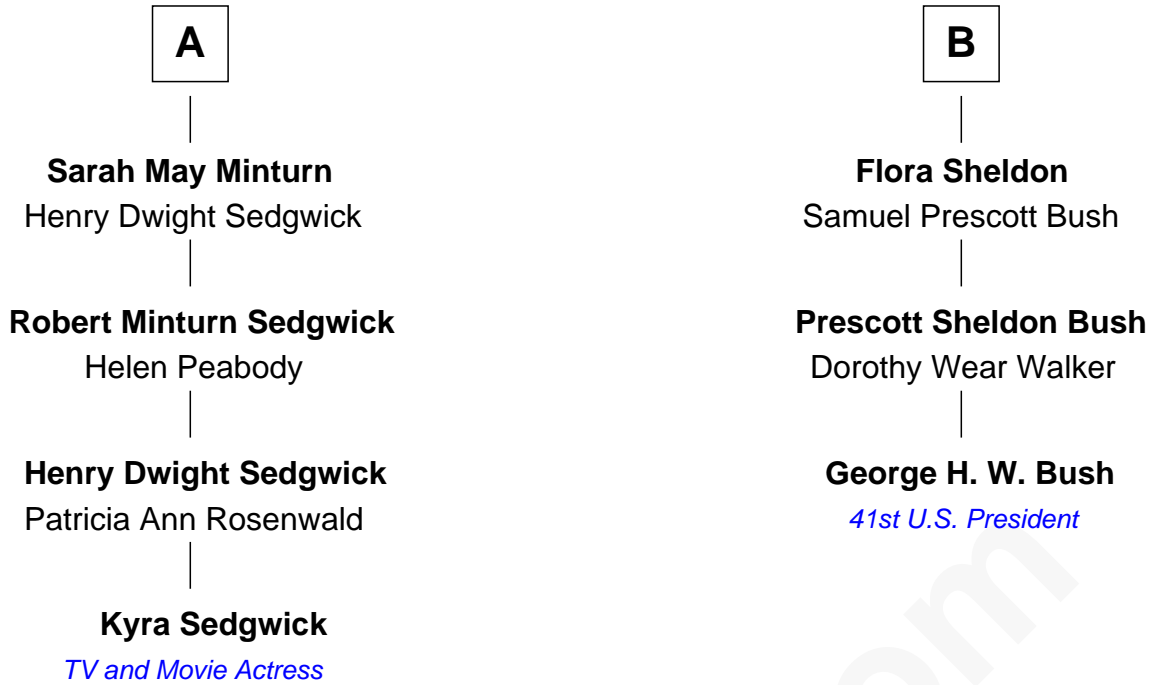 A
Sarah May Minturn
Henry Dwight Sedgwick
Robert Minturn Sedgwick
Helen Peabody
Henry Dwight Sedgwick
Patricia Ann Rosenwald
Kyra Sedgwick
TV and Movie Actress
B
Flora Sheldon
Samuel Prescott Bush
Prescott Sheldon Bush
Dorothy Wear Walker
George H. W. Bush
41st U.S. President
om